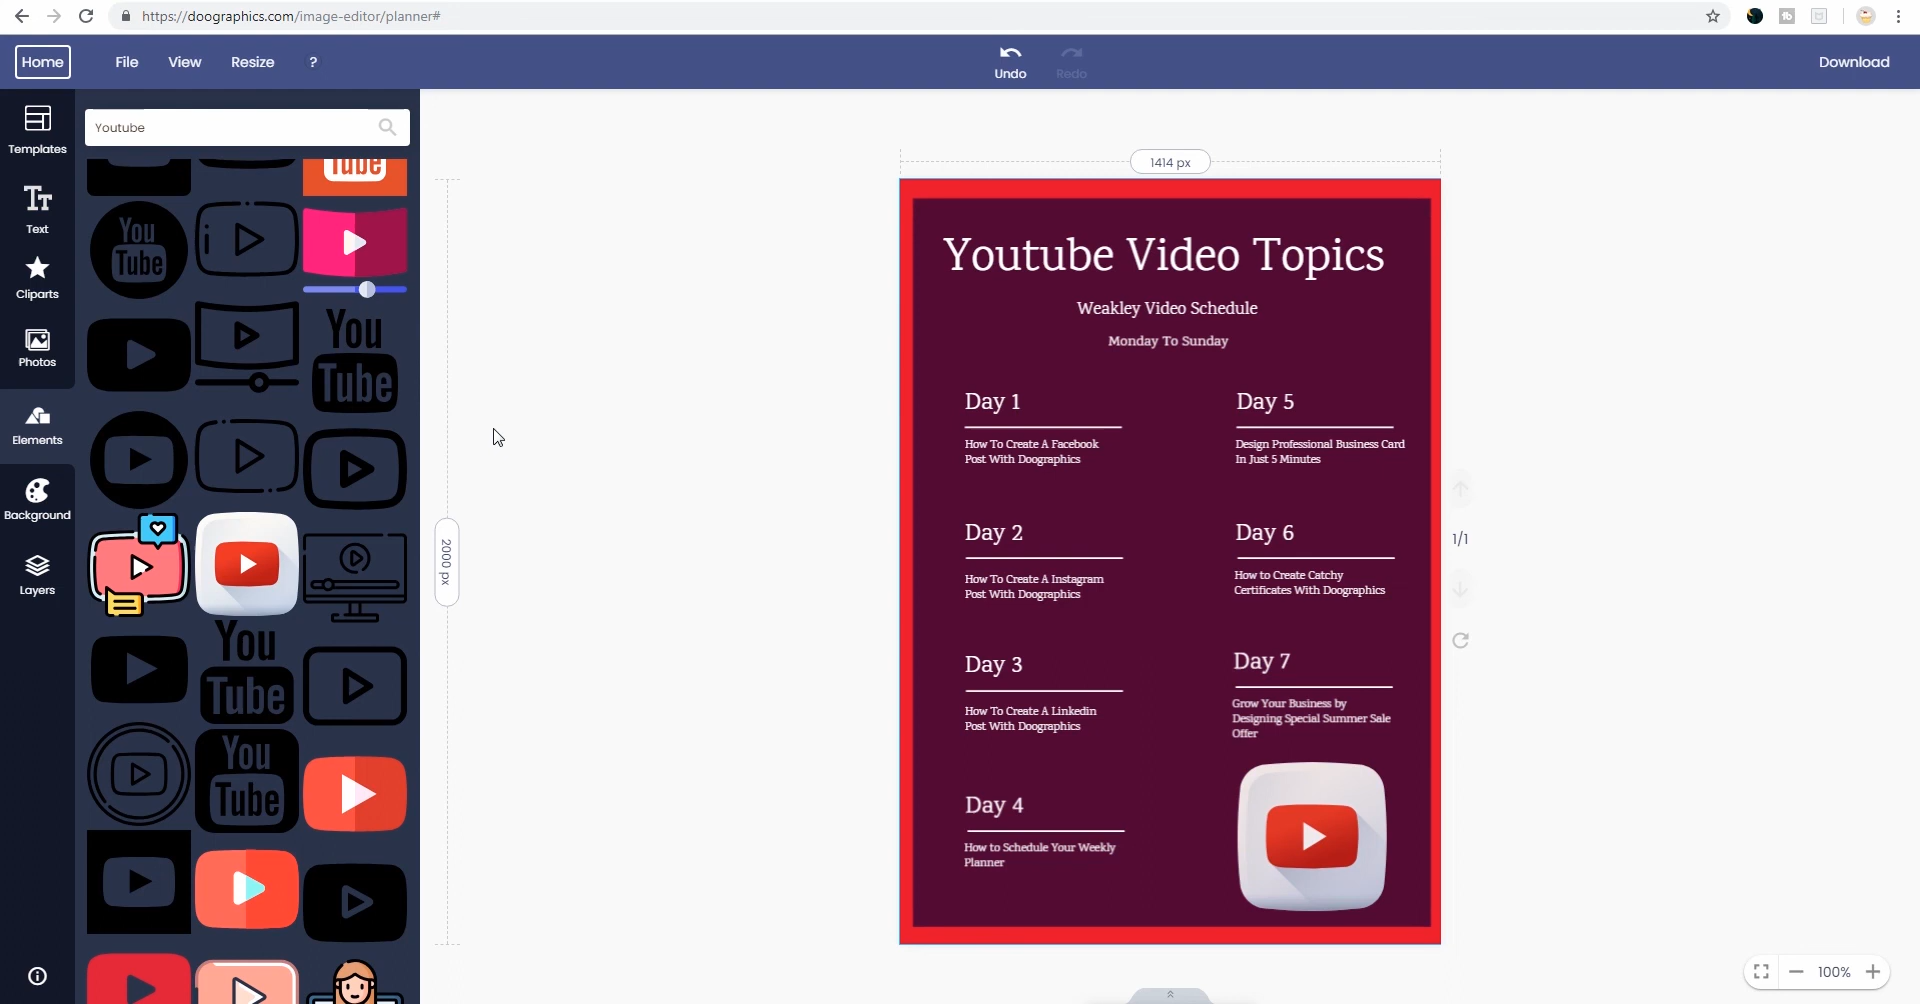 https://doographics.com/image-editor/planner#
Home
File
View
Resize
?
Undo
Redo
Download
Templates
Text
Cliparts
Photos
Elements
Background
Layers
Youtube
Tube
You
Tube
You
Tube
You
Tube
You
Tube
1414 px
2000 px
Youtube Video Topics
Weakley Video Schedule
Monday To Sunday
Day 1
How To Create A Facebook
Post With Doographics
Day 2
How To Create A Instagram
Post With Doographics
Day 3
How To Create A Linkedin
Post With Doographics
Day 4
How to Schedule Your Weekly
Planner
Day 5
Design Professional Business Card
In Just 5 Minutes
Day 6
How to Create Catchy
Certificates With Doographics
Day 7
Grow Your Business by
Designing Special Summer Sale
Offer
1/1
100%